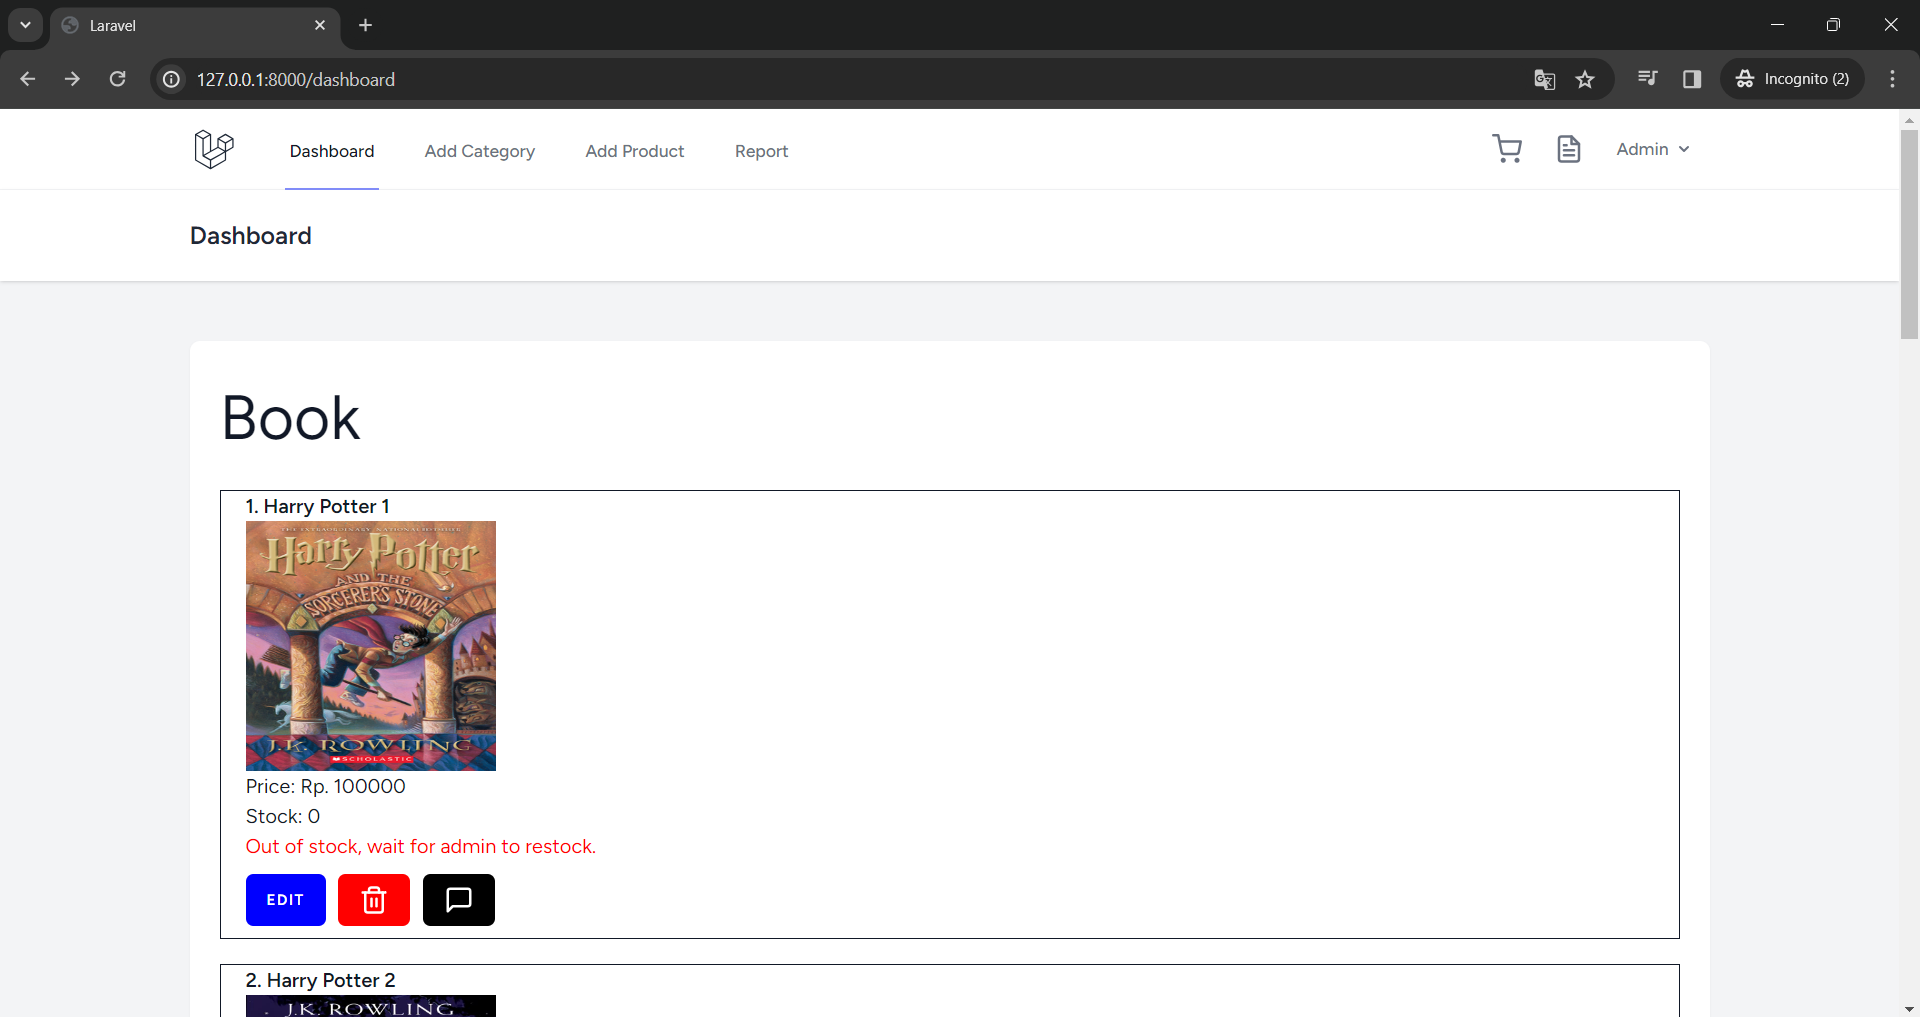 Laravel
127.0.0.1:8000/dashboard
Incognito (2)
Dashboard Add Category Add Product Report Admin
Dashboard
Book
1. Harry Potter 1
Harry Potter
AND THE
SORCERER'S STONE
J.K. ROWLING
SCHOLASTIC
Price: Rp. 100000
Stock: 0
Out of stock, wait for admin to restock.
EDIT
2. Harry Potter 2
J.K. ROWLING